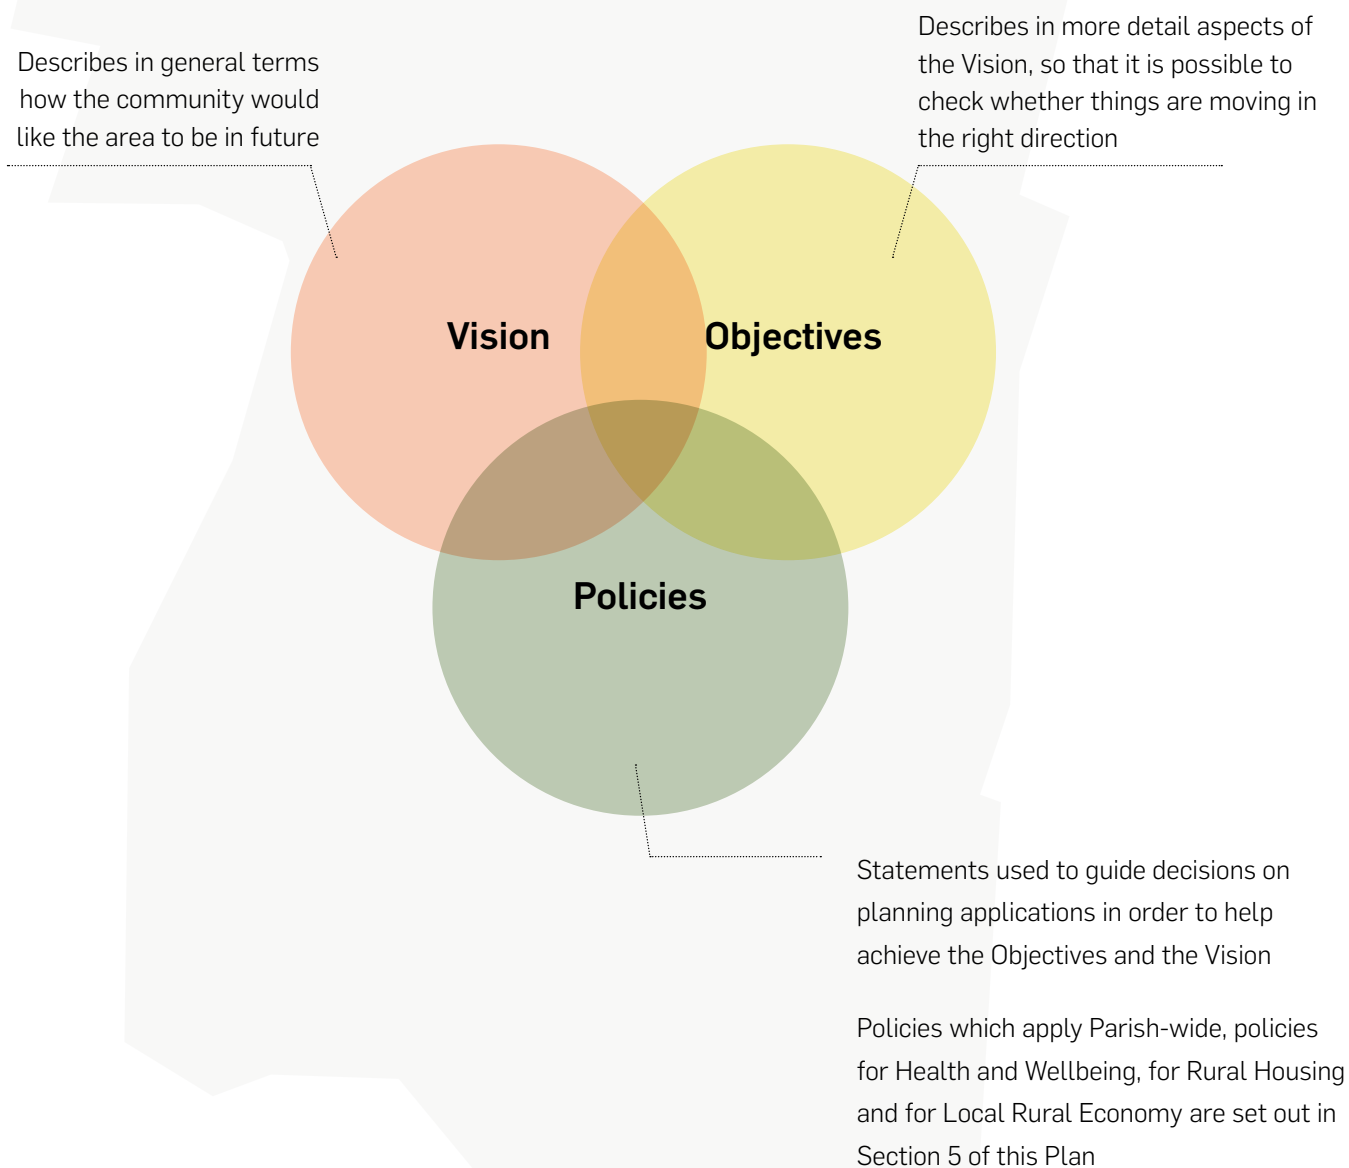 Describes in general terms
how the community would
like the area to be in future
Describes in more detail aspects of
the Vision, so that it is possible to
check whether things are moving in
the right direction
Vision
Objectives
Policies
Statements used to guide decisions on
planning applications in order to help
achieve the Objectives and the Vision
Policies which apply Parish-wide, policies
for Health and Wellbeing, for Rural Housing
and for Local Rural Economy are set out in
Section 5 of this Plan